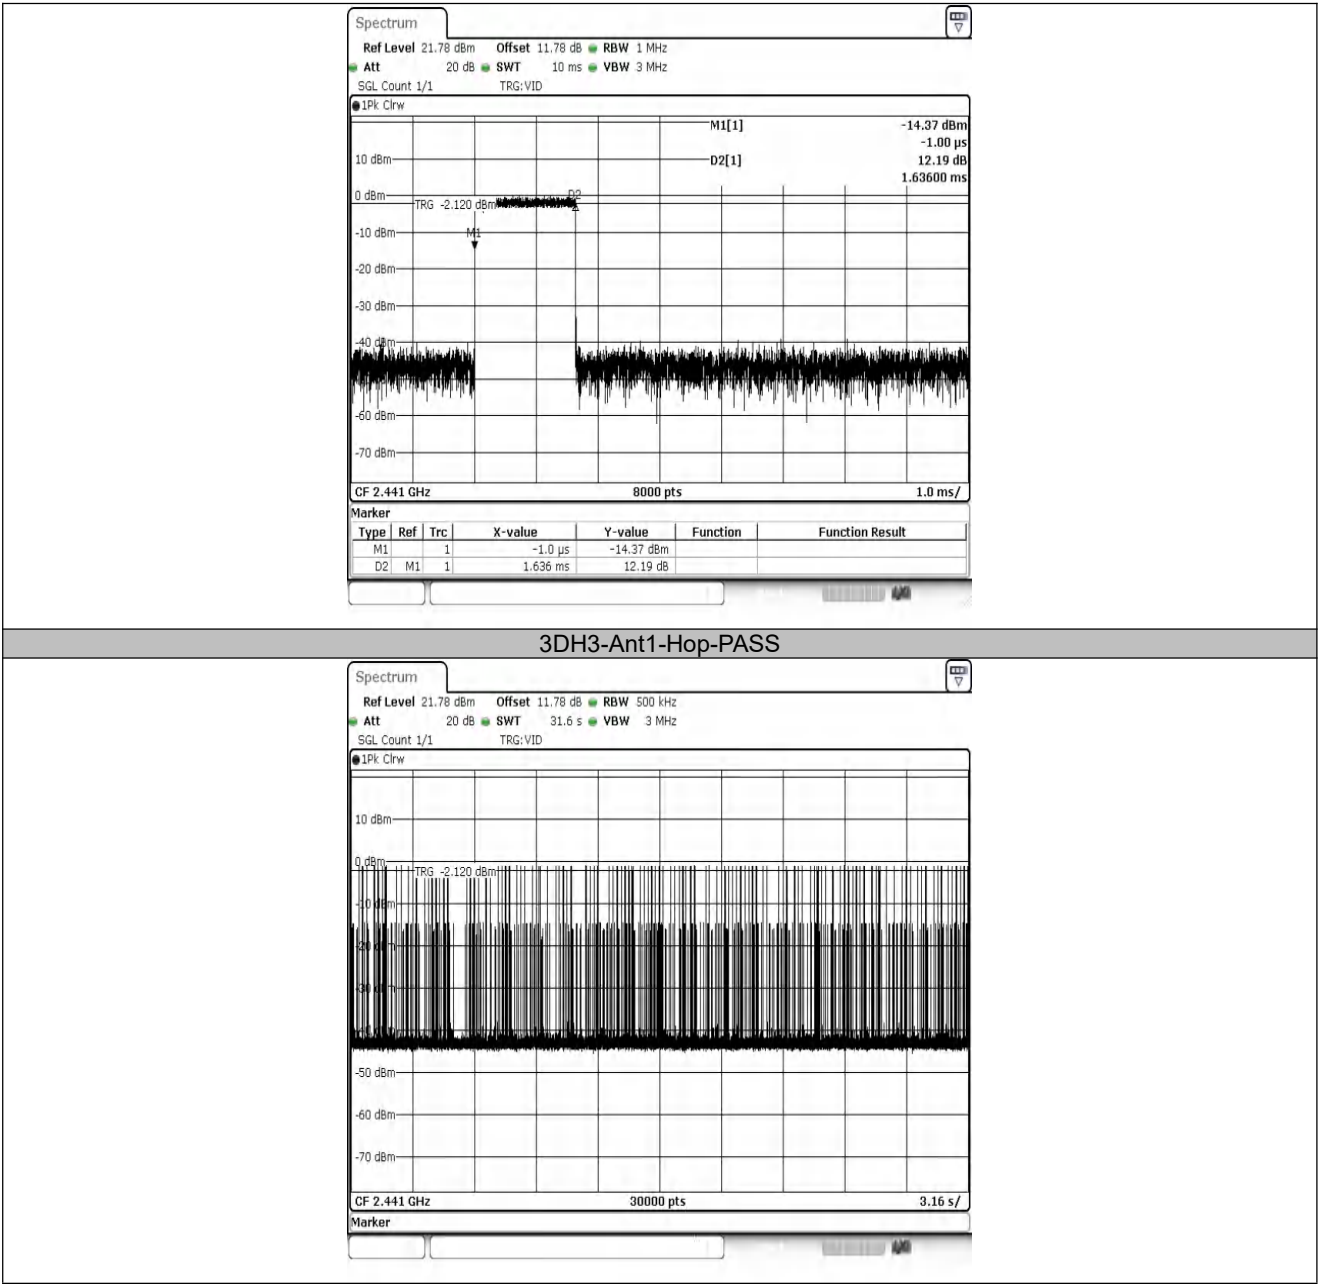 Spectrum
Ref Level 21.78 dBm Offset 11.78 dB RBW 1 MHz
Att 20 dB SWT 10 ms VBW 3 MHz
SGL Count 1/1 TRG:VID
1Pk Clrw
M1[1] -14.37 dBm
-1.00 µs
10 dBm D2[1] 12.19 dB
1.63600 ms
0 dBm D2
TRG -2.120 dBm
-10 dBm M1
-20 dBm
-30 dBm
-40 dBm
-60 dBm
-70 dBm
CF 2.441 GHz 8000 pts 1.0 ms/
Marker
Type Ref Trc X-value Y-value Function Function Result
M1 1 -1.0 µs -14.37 dBm
D2 M1 1 1.636 ms 12.19 dB
3DH3-Ant1-Hop-PASS
Spectrum
Ref Level 21.78 dBm Offset 11.78 dB RBW 500 kHz
Att 20 dB SWT 31.6 s VBW 3 MHz
SGL Count 1/1 TRG:VID
1Pk Clrw
10 dBm
0 dBm
TRG -2.120 dBm
-50 dBm
-60 dBm
-70 dBm
CF 2.441 GHz 30000 pts 3.16 s/
Marker